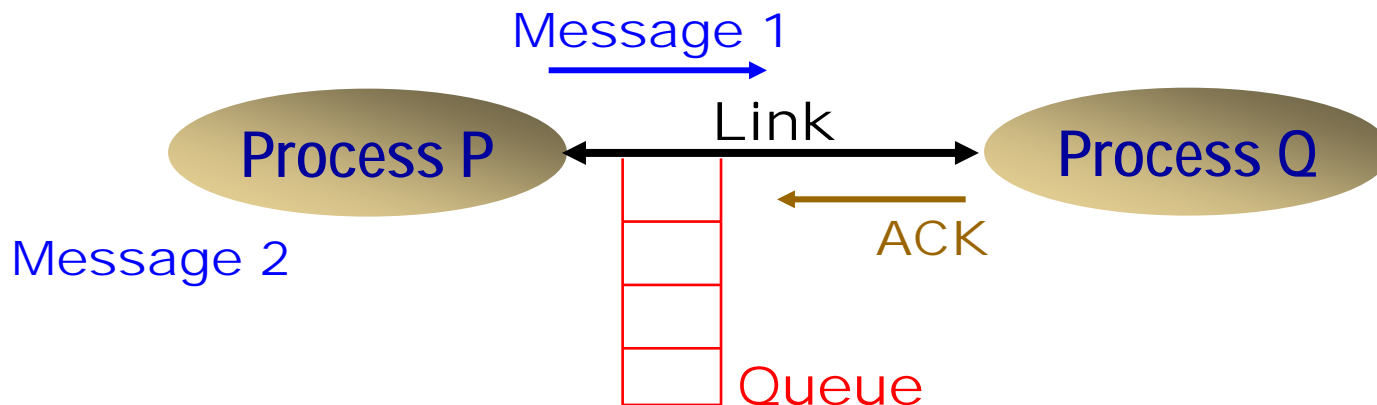 Message 1
Link
Process P
Process Q
ACK
Message 2
Queue